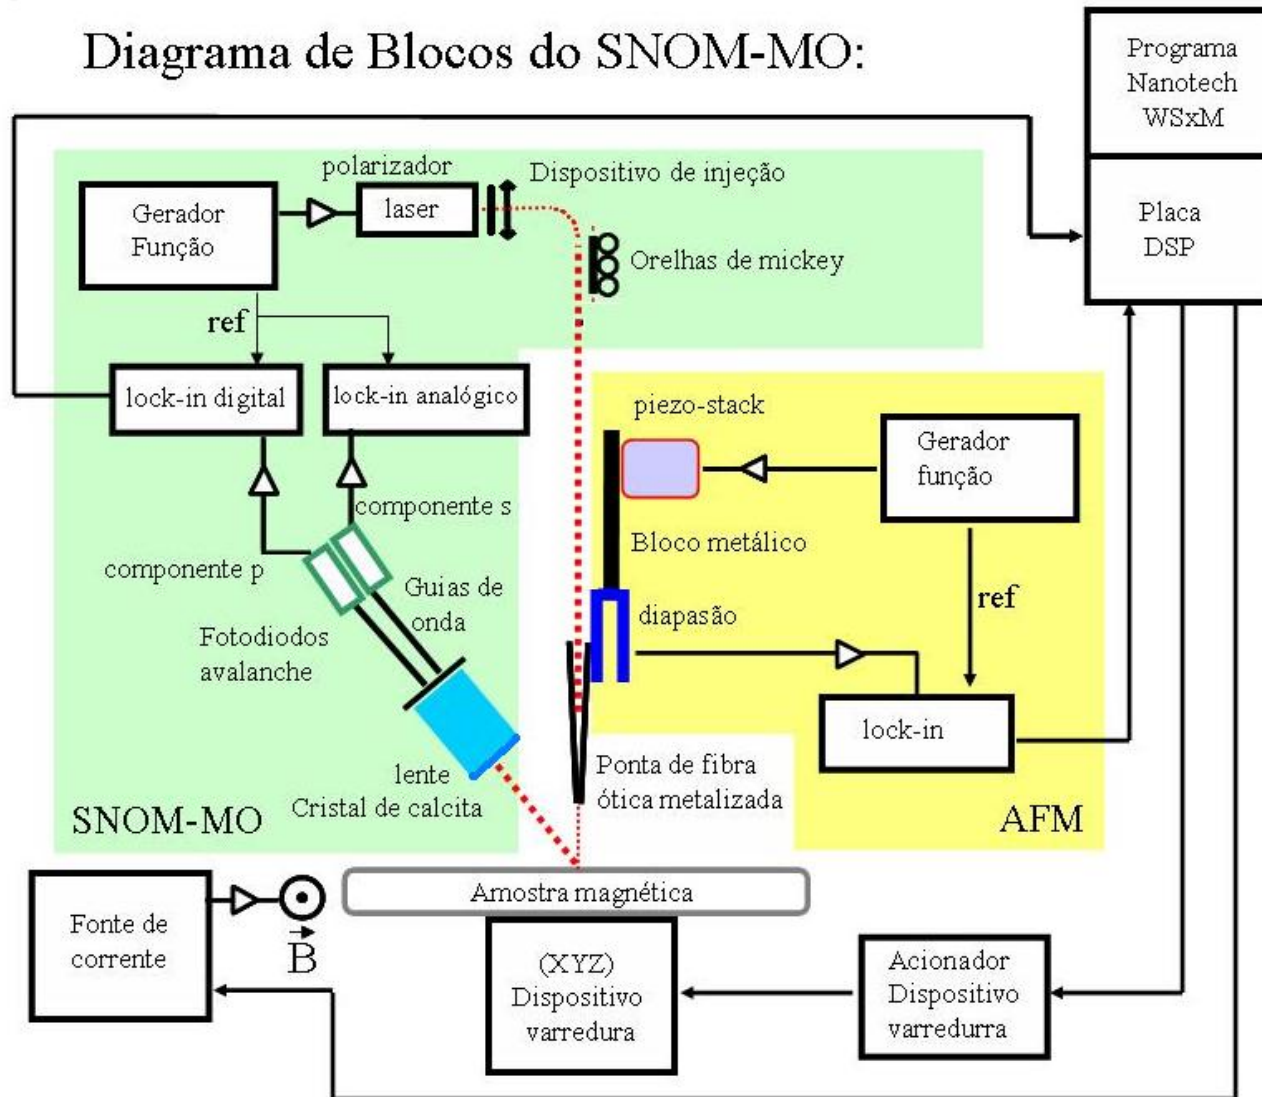 Diagrama de Blocos do SNOM-MO:
Programa
Nanotech
WSxM
Placa
DSP
polarizador
Dispositivo de injeção
Gerador
Função
laser
Orelhas de mickey
ref
lock-in digital
lock-in analógico
piezo-stack
Gerador
função
componente s
componente p
Bloco metálico
Guias de
onda
ref
diapasão
Fotodiodos
avalanche
lock-in
lente
Cristal de calcita
Ponta de fibra
ótica metalizada
SNOM-MO
AFM
Amostra magnética
Fonte de
corrente
B
(XYZ)
Dispositivo
varredura
Acionador
Dispositivo
varredurra